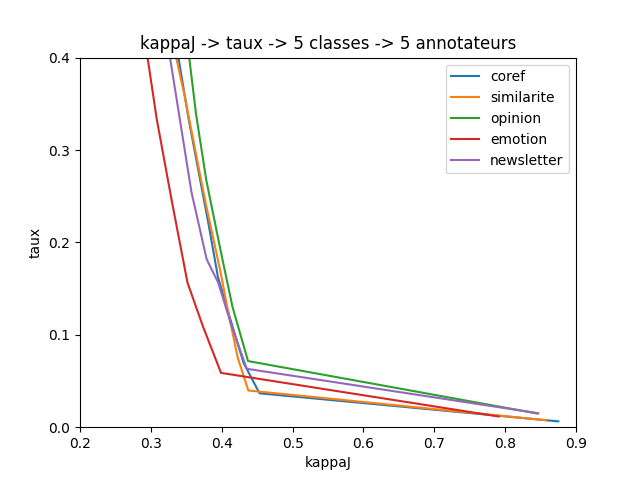 kappaJ -> taux -> 5 classes -> 5 annotateurs
coref
similarite
opinion
emotion
newsletter
taux
0.4
0.3
0.2
0.1
0.0
0.2 0.3 0.4 0.5 0.6 0.7 0.8 0.9
kappaJ